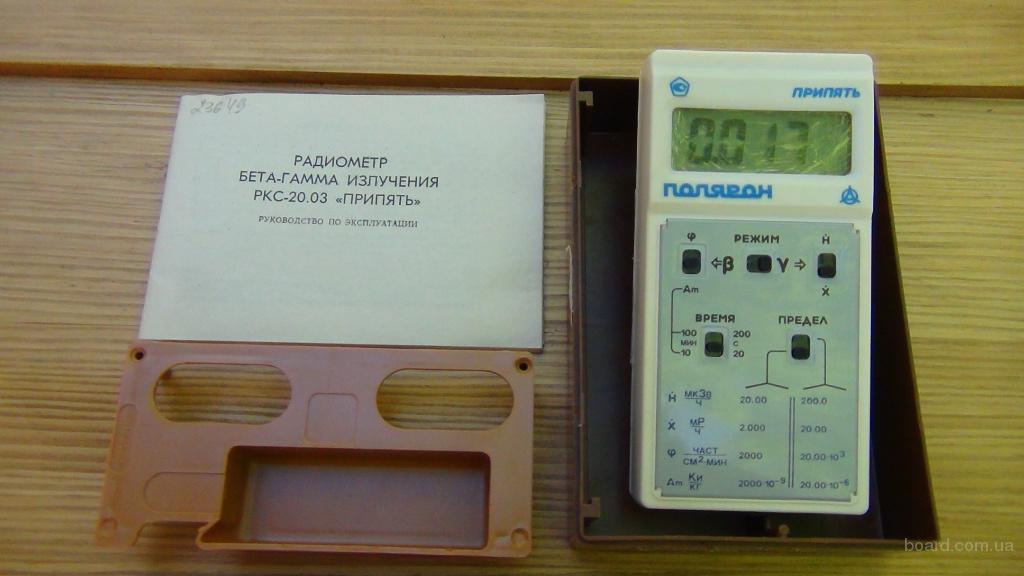 23649
РАДИОМЕТР
БЕТА-ГАММА ИЗЛУЧЕНИЯ
РКС-20.03 «ПРИПЯТЬ»
РУКОВОДСТВО ПО ЭКСПЛУАТАЦИИ
ПРИПЯТЬ
0017
ПОЛЯРОН
φ РЕЖИМ Ḣ
⇐β γ⇒
Am Ẋ
ВРЕМЯ ПРЕДЕЛ
100 200
мин с
10 20
Ḣ мкЗв/ч 20.00 200.0
Ẋ мР/ч 2.000 20.00
φ ЧАСТ/СМ²·МИН 2000 20.00·10³
Am Ки/кг 2000·10⁻⁹ 20.00·10⁻⁶
board.com.ua